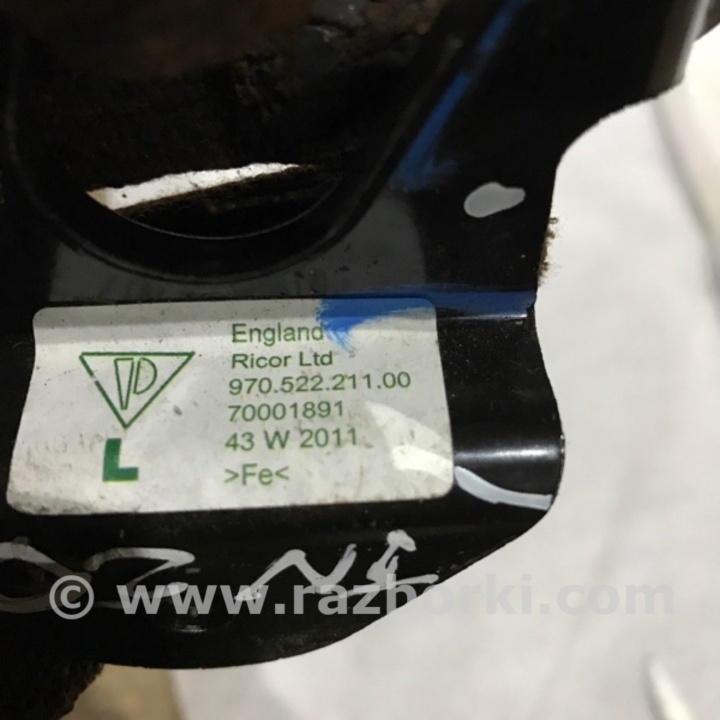 England
Ricor Ltd
970.522.211.00
70001891
43 W 2011
>Fe<
L
© www.razborki.com